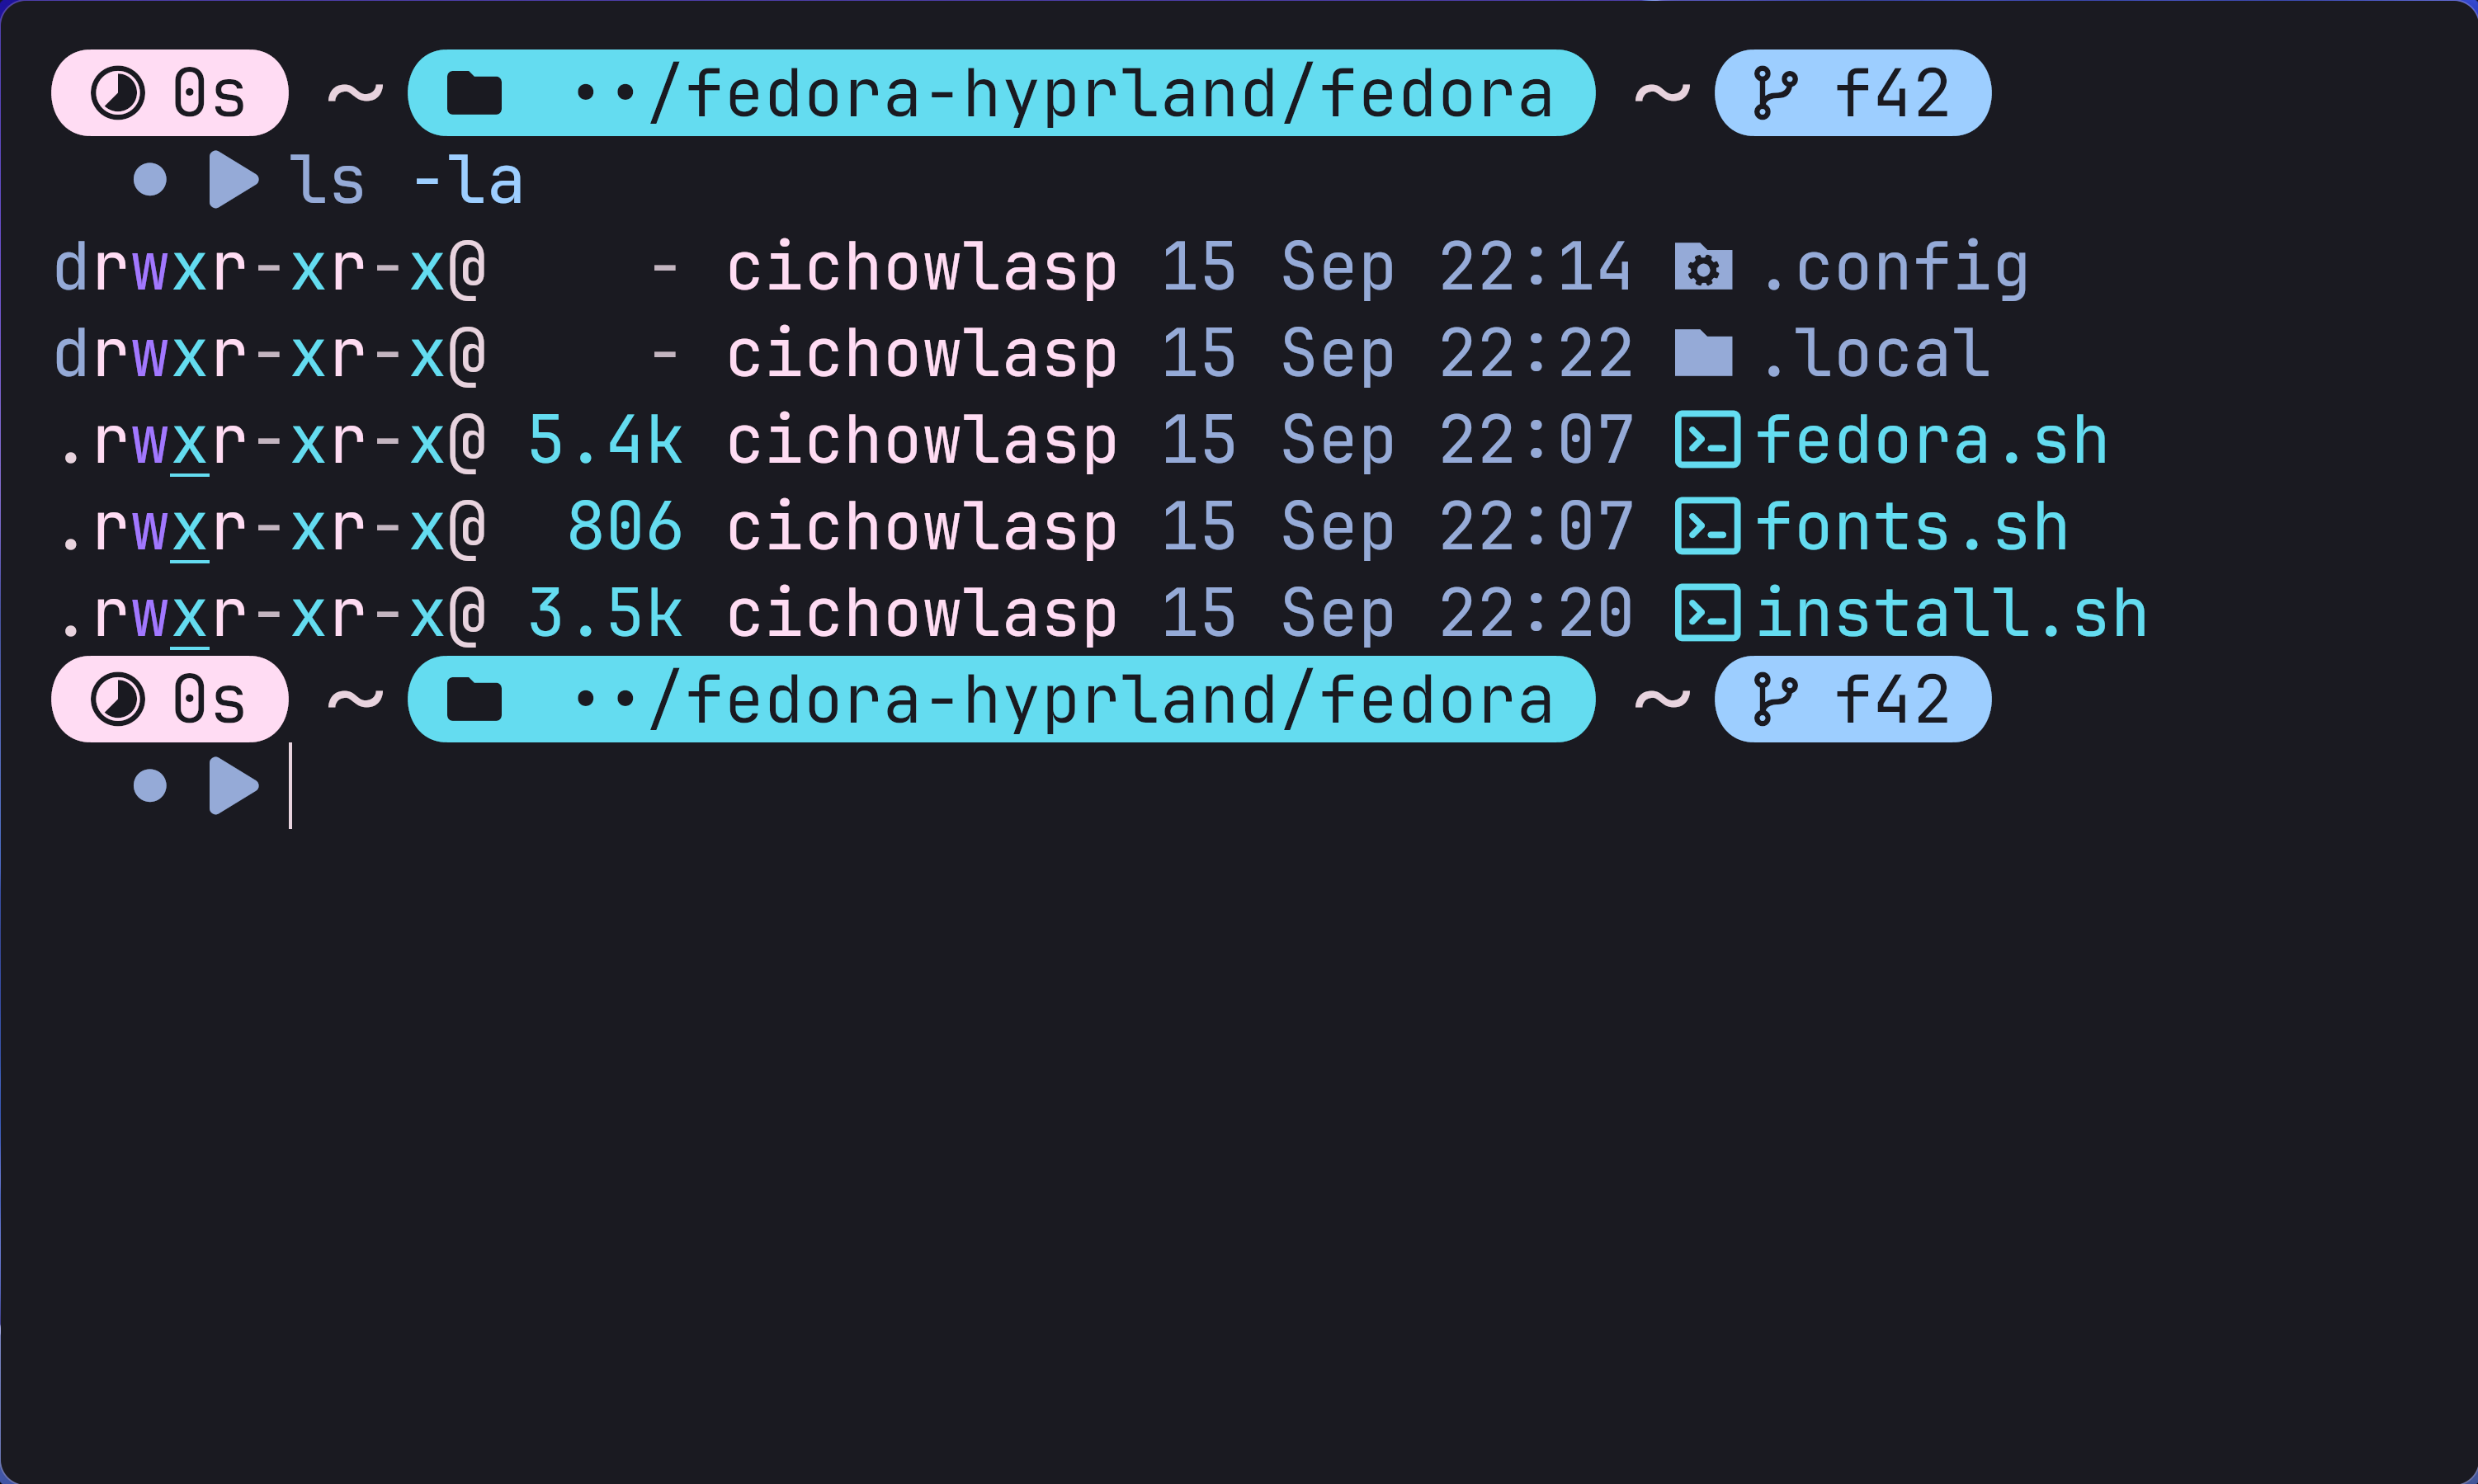 0s ~ ••/fedora-hyprland/fedora ~ f42
ls -la
drwxr-xr-x@ - cichowlasp 15 Sep 22:14 .config
drwxr-xr-x@ - cichowlasp 15 Sep 22:22 .local
.rwxr-xr-x@ 5.4k cichowlasp 15 Sep 22:07 fedora.sh
.rwxr-xr-x@ 806 cichowlasp 15 Sep 22:07 fonts.sh
.rwxr-xr-x@ 3.5k cichowlasp 15 Sep 22:20 install.sh
0s ~ ••/fedora-hyprland/fedora ~ f42